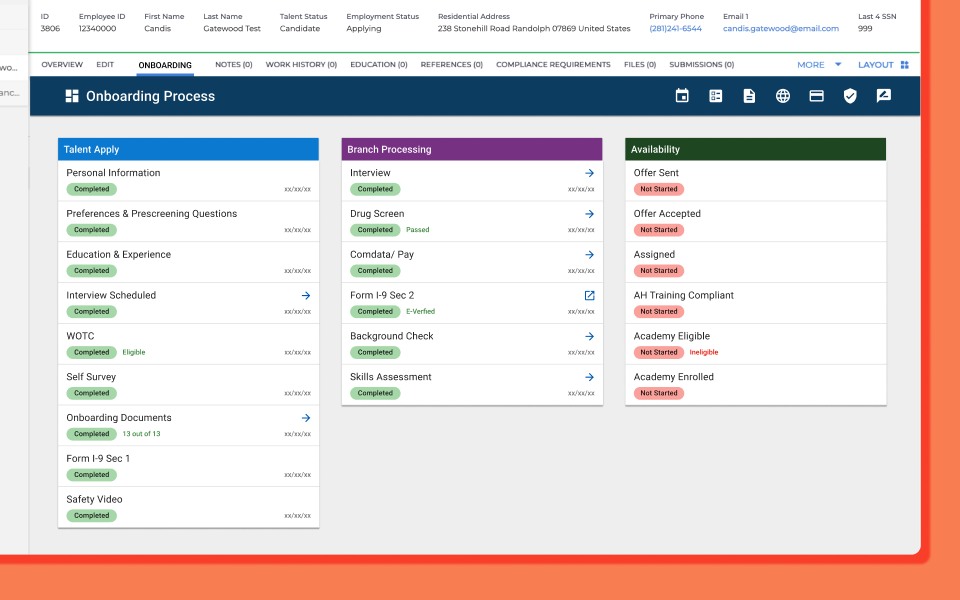 ID Employee ID First Name Last Name Talent Status Employment Status Residential Address Primary Phone Email 1 Last 4 SSN
3806 12340000 Candis Gatewood Test Candidate Applying 238 Stonehill Road Randolph 07869 United States (281)241-6544 candis.gatewood@email.com 999
OVERVIEW EDIT ONBOARDING NOTES (0) WORK HISTORY (0) EDUCATION (0) REFERENCES (0) COMPLIANCE REQUIREMENTS FILES (0) SUBMISSIONS (0) MORE LAYOUT
wo...
anc...
Onboarding Process
Talent Apply
Personal Information
Completed xx/xx/xx
Preferences & Prescreening Questions
Completed xx/xx/xx
Education & Experience
Completed xx/xx/xx
Interview Scheduled
Completed xx/xx/xx
WOTC
Completed Eligible xx/xx/xx
Self Survey
Completed xx/xx/xx
Onboarding Documents
Completed 13 out of 13 xx/xx/xx
Form I-9 Sec 1
Completed xx/xx/xx
Safety Video
Completed xx/xx/xx
Branch Processing
Interview
Completed xx/xx/xx
Drug Screen
Completed Passed xx/xx/xx
Comdata/ Pay
Completed xx/xx/xx
Form I-9 Sec 2
Completed E-Verfied xx/xx/xx
Background Check
Completed xx/xx/xx
Skills Assessment
Completed xx/xx/xx
Availability
Offer Sent
Not Started
Offer Accepted
Not Started
Assigned
Not Started
AH Training Compliant
Not Started
Academy Eligible
Not Started Ineligible
Academy Enrolled
Not Started